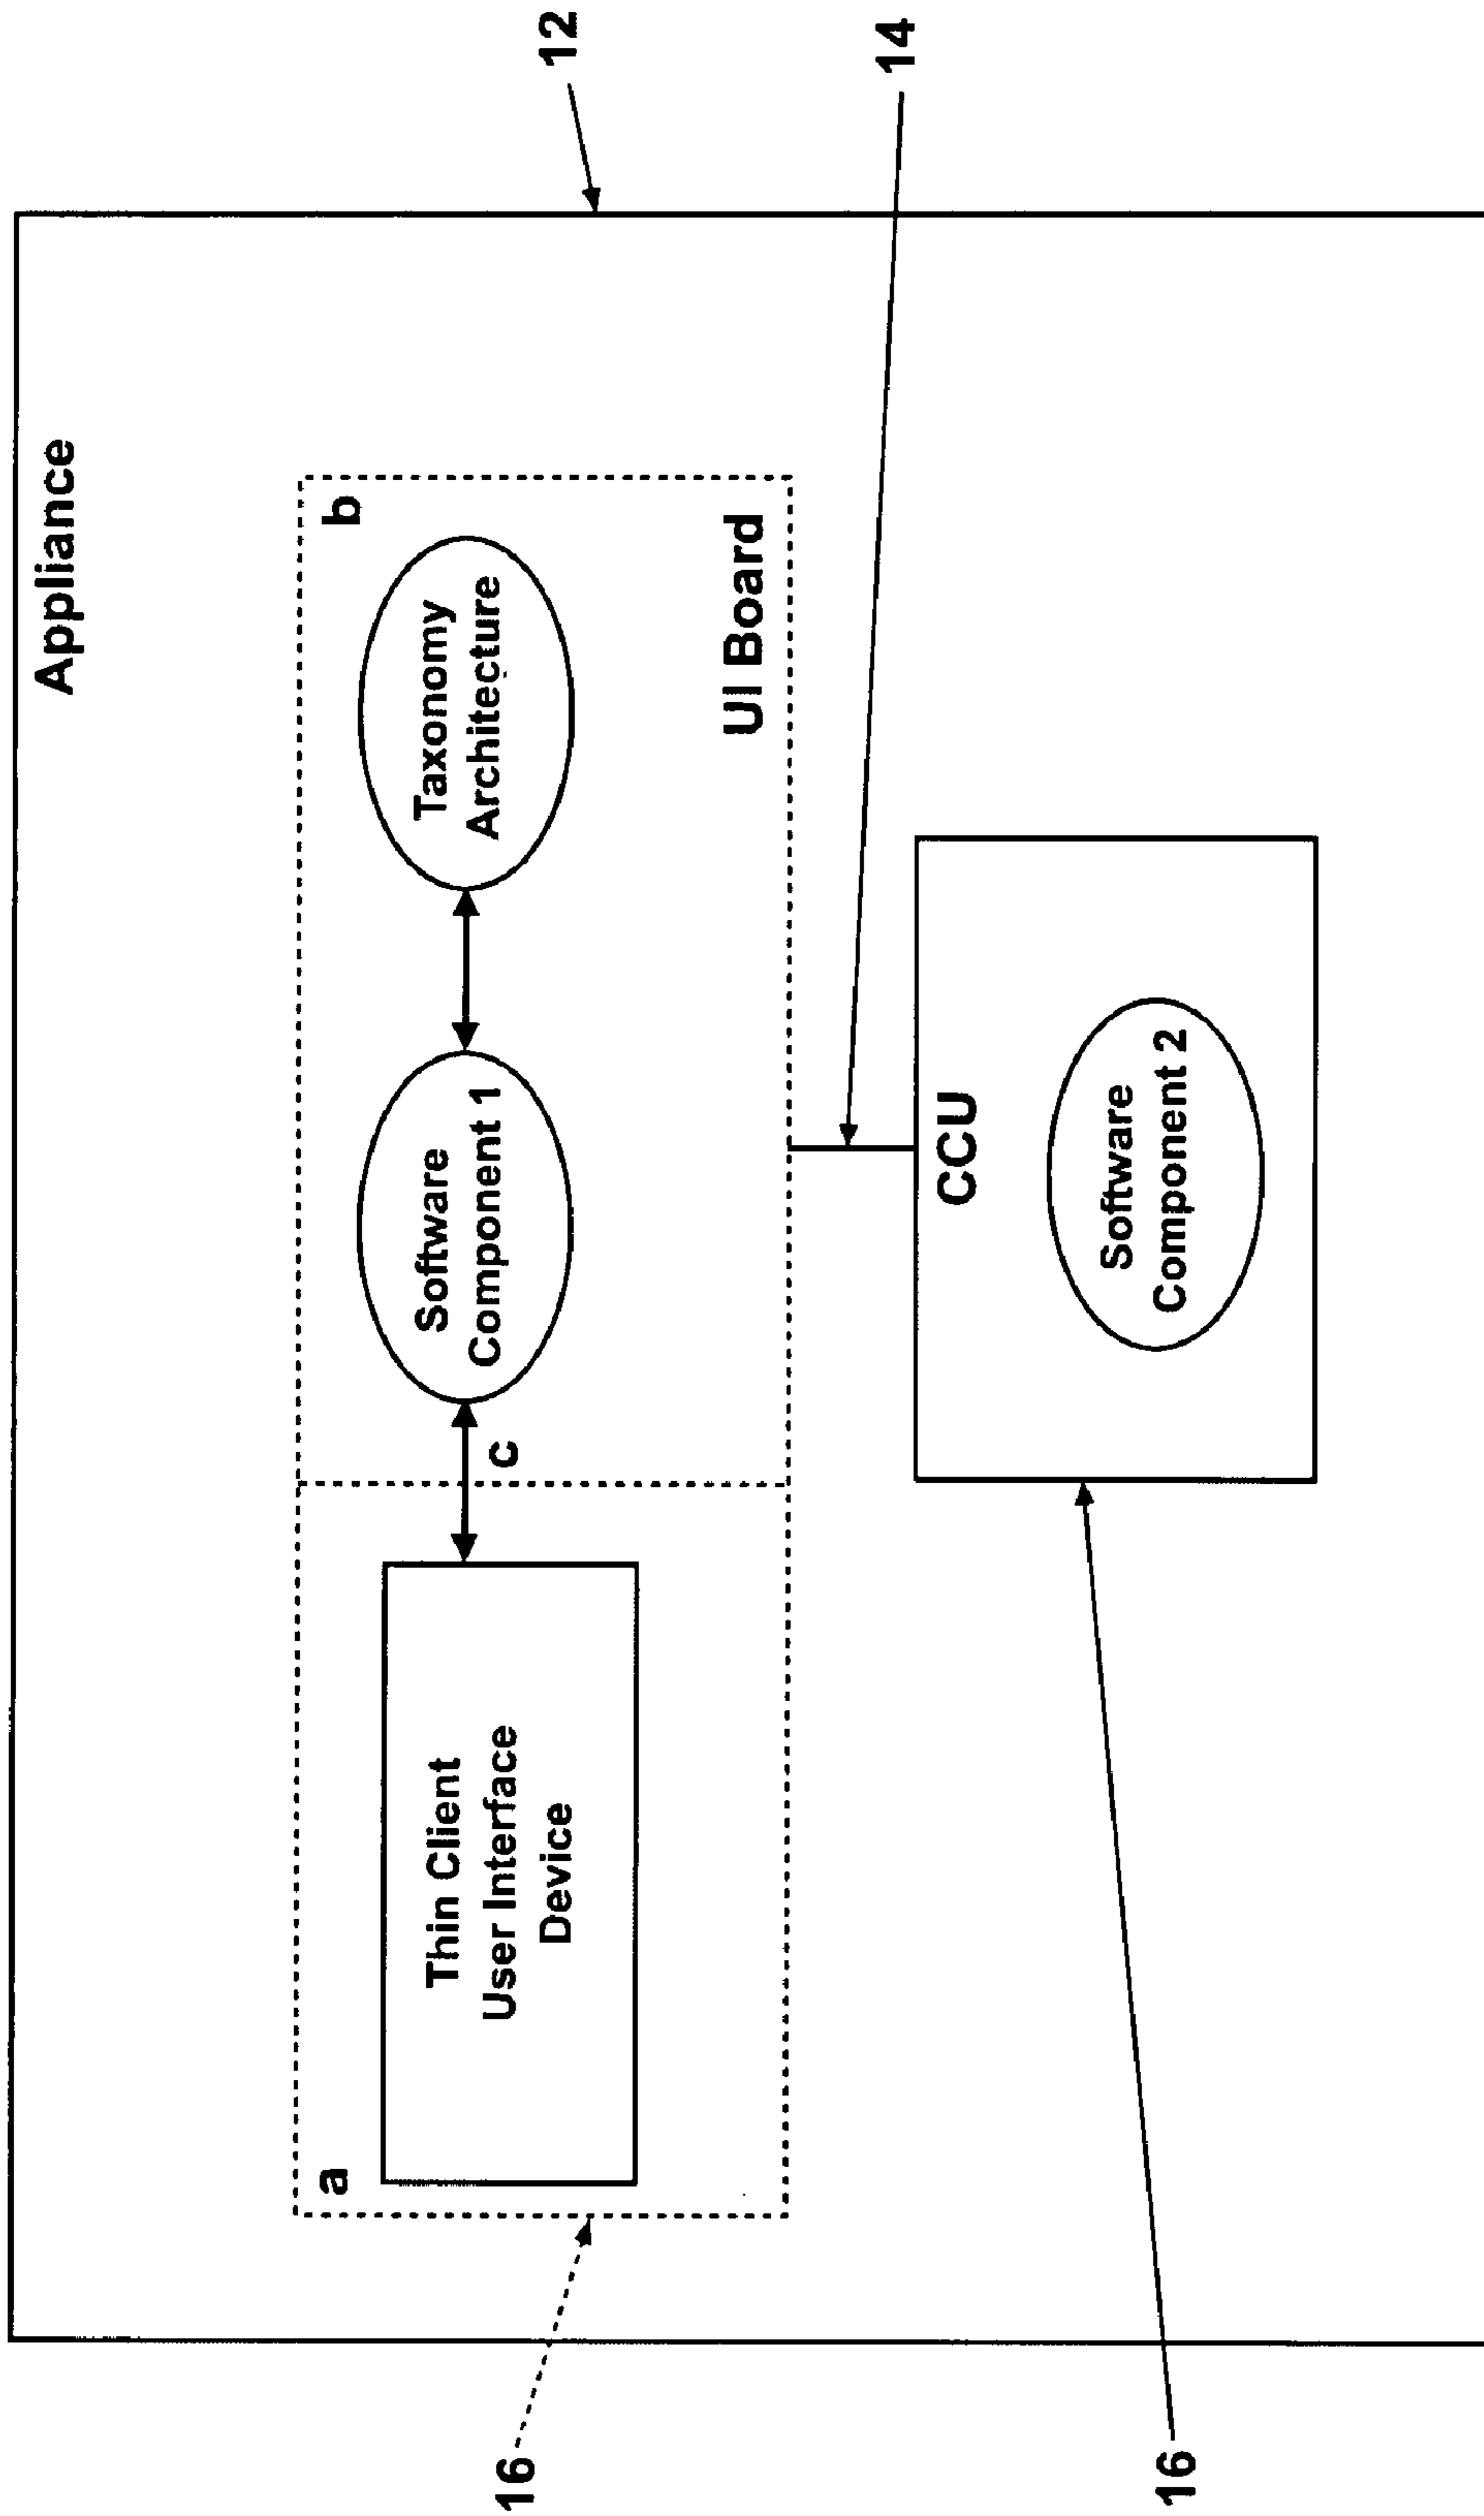 Appliance
12
14
a
b
Thin Client
User Interface
Device
c
Software
Component 1
Taxonomy
Architecture
UI Board
16
CCU
Software
Component 2
16